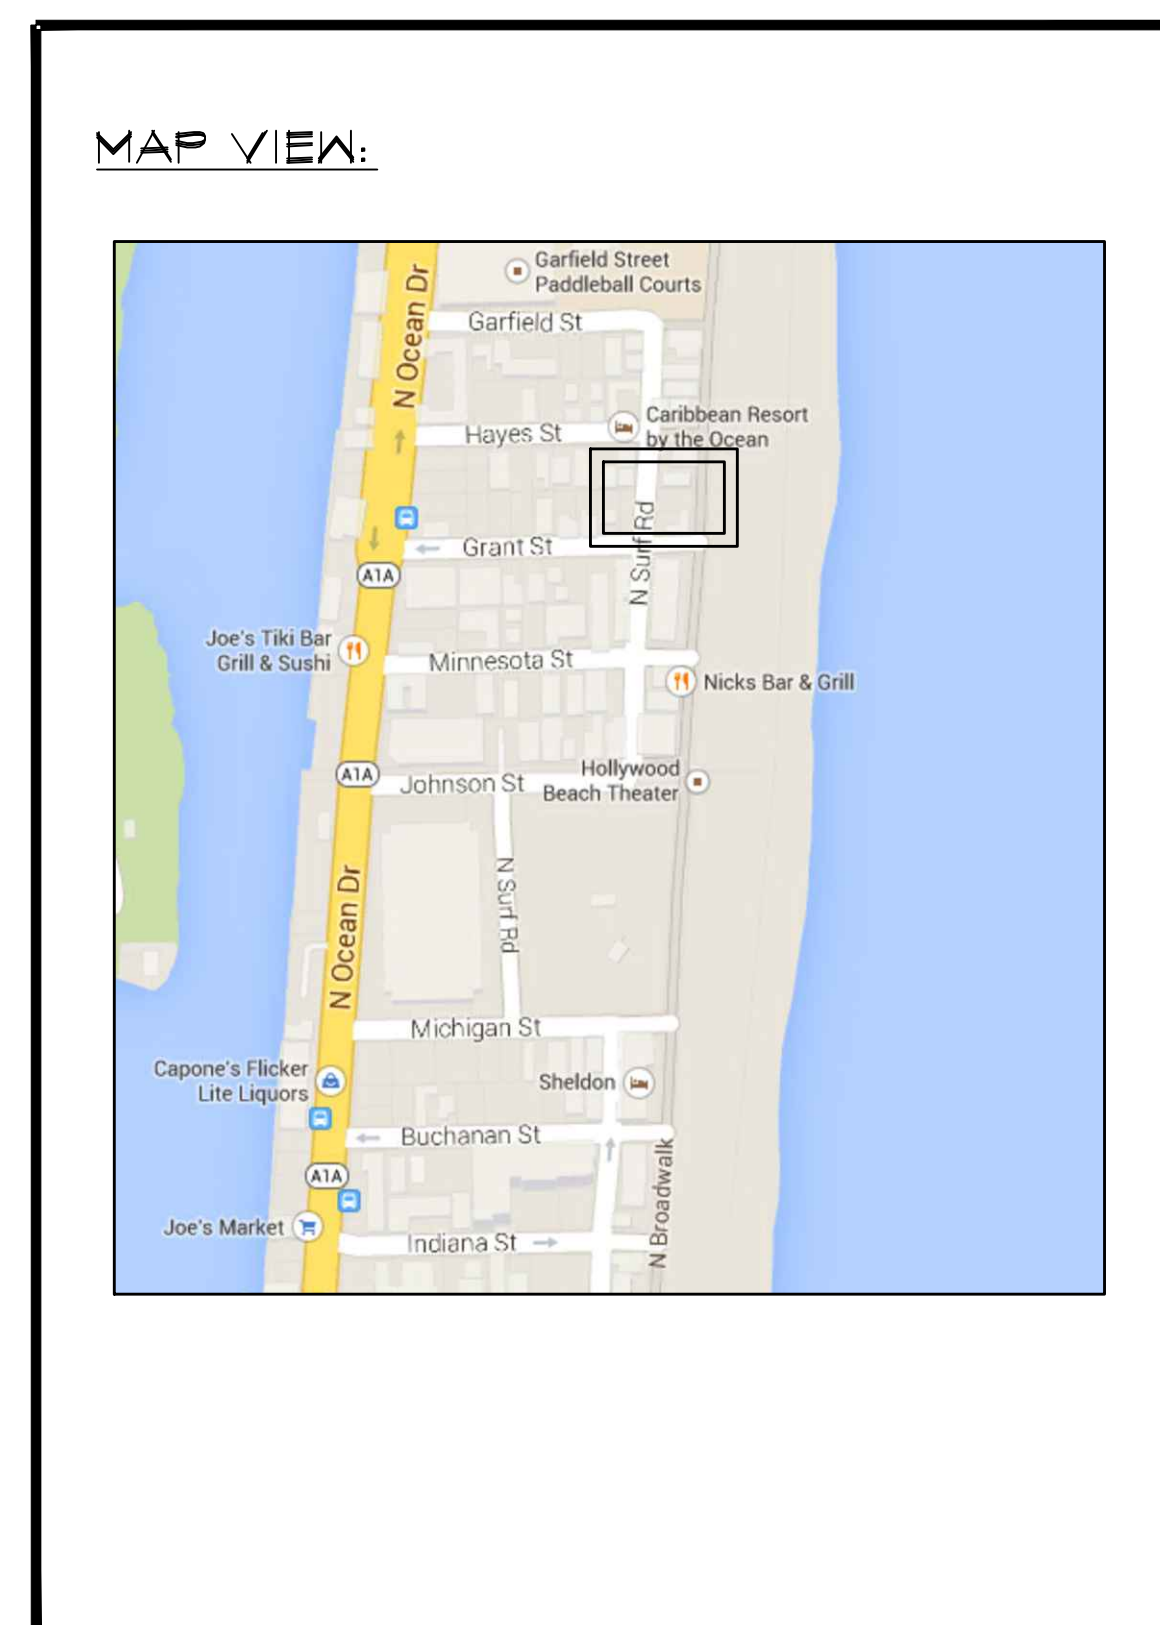 MAP VIEW:
Garfield Street
Paddleball Courts
N Ocean Dr
Garfield St
Caribbean Resort
by the Ocean
Hayes St
N Surf Rd
Grant St
A1A
Joe's Tiki Bar
Grill & Sushi
Minnesota St
Nicks Bar & Grill
A1A
Johnson St
Hollywood
Beach Theater
N Surf Rd
N Ocean Dr
Michigan St
Capone's Flicker
Lite Liquors
Sheldon
Buchanan St
A1A
N Broadwalk
Joe's Market
Indiana St